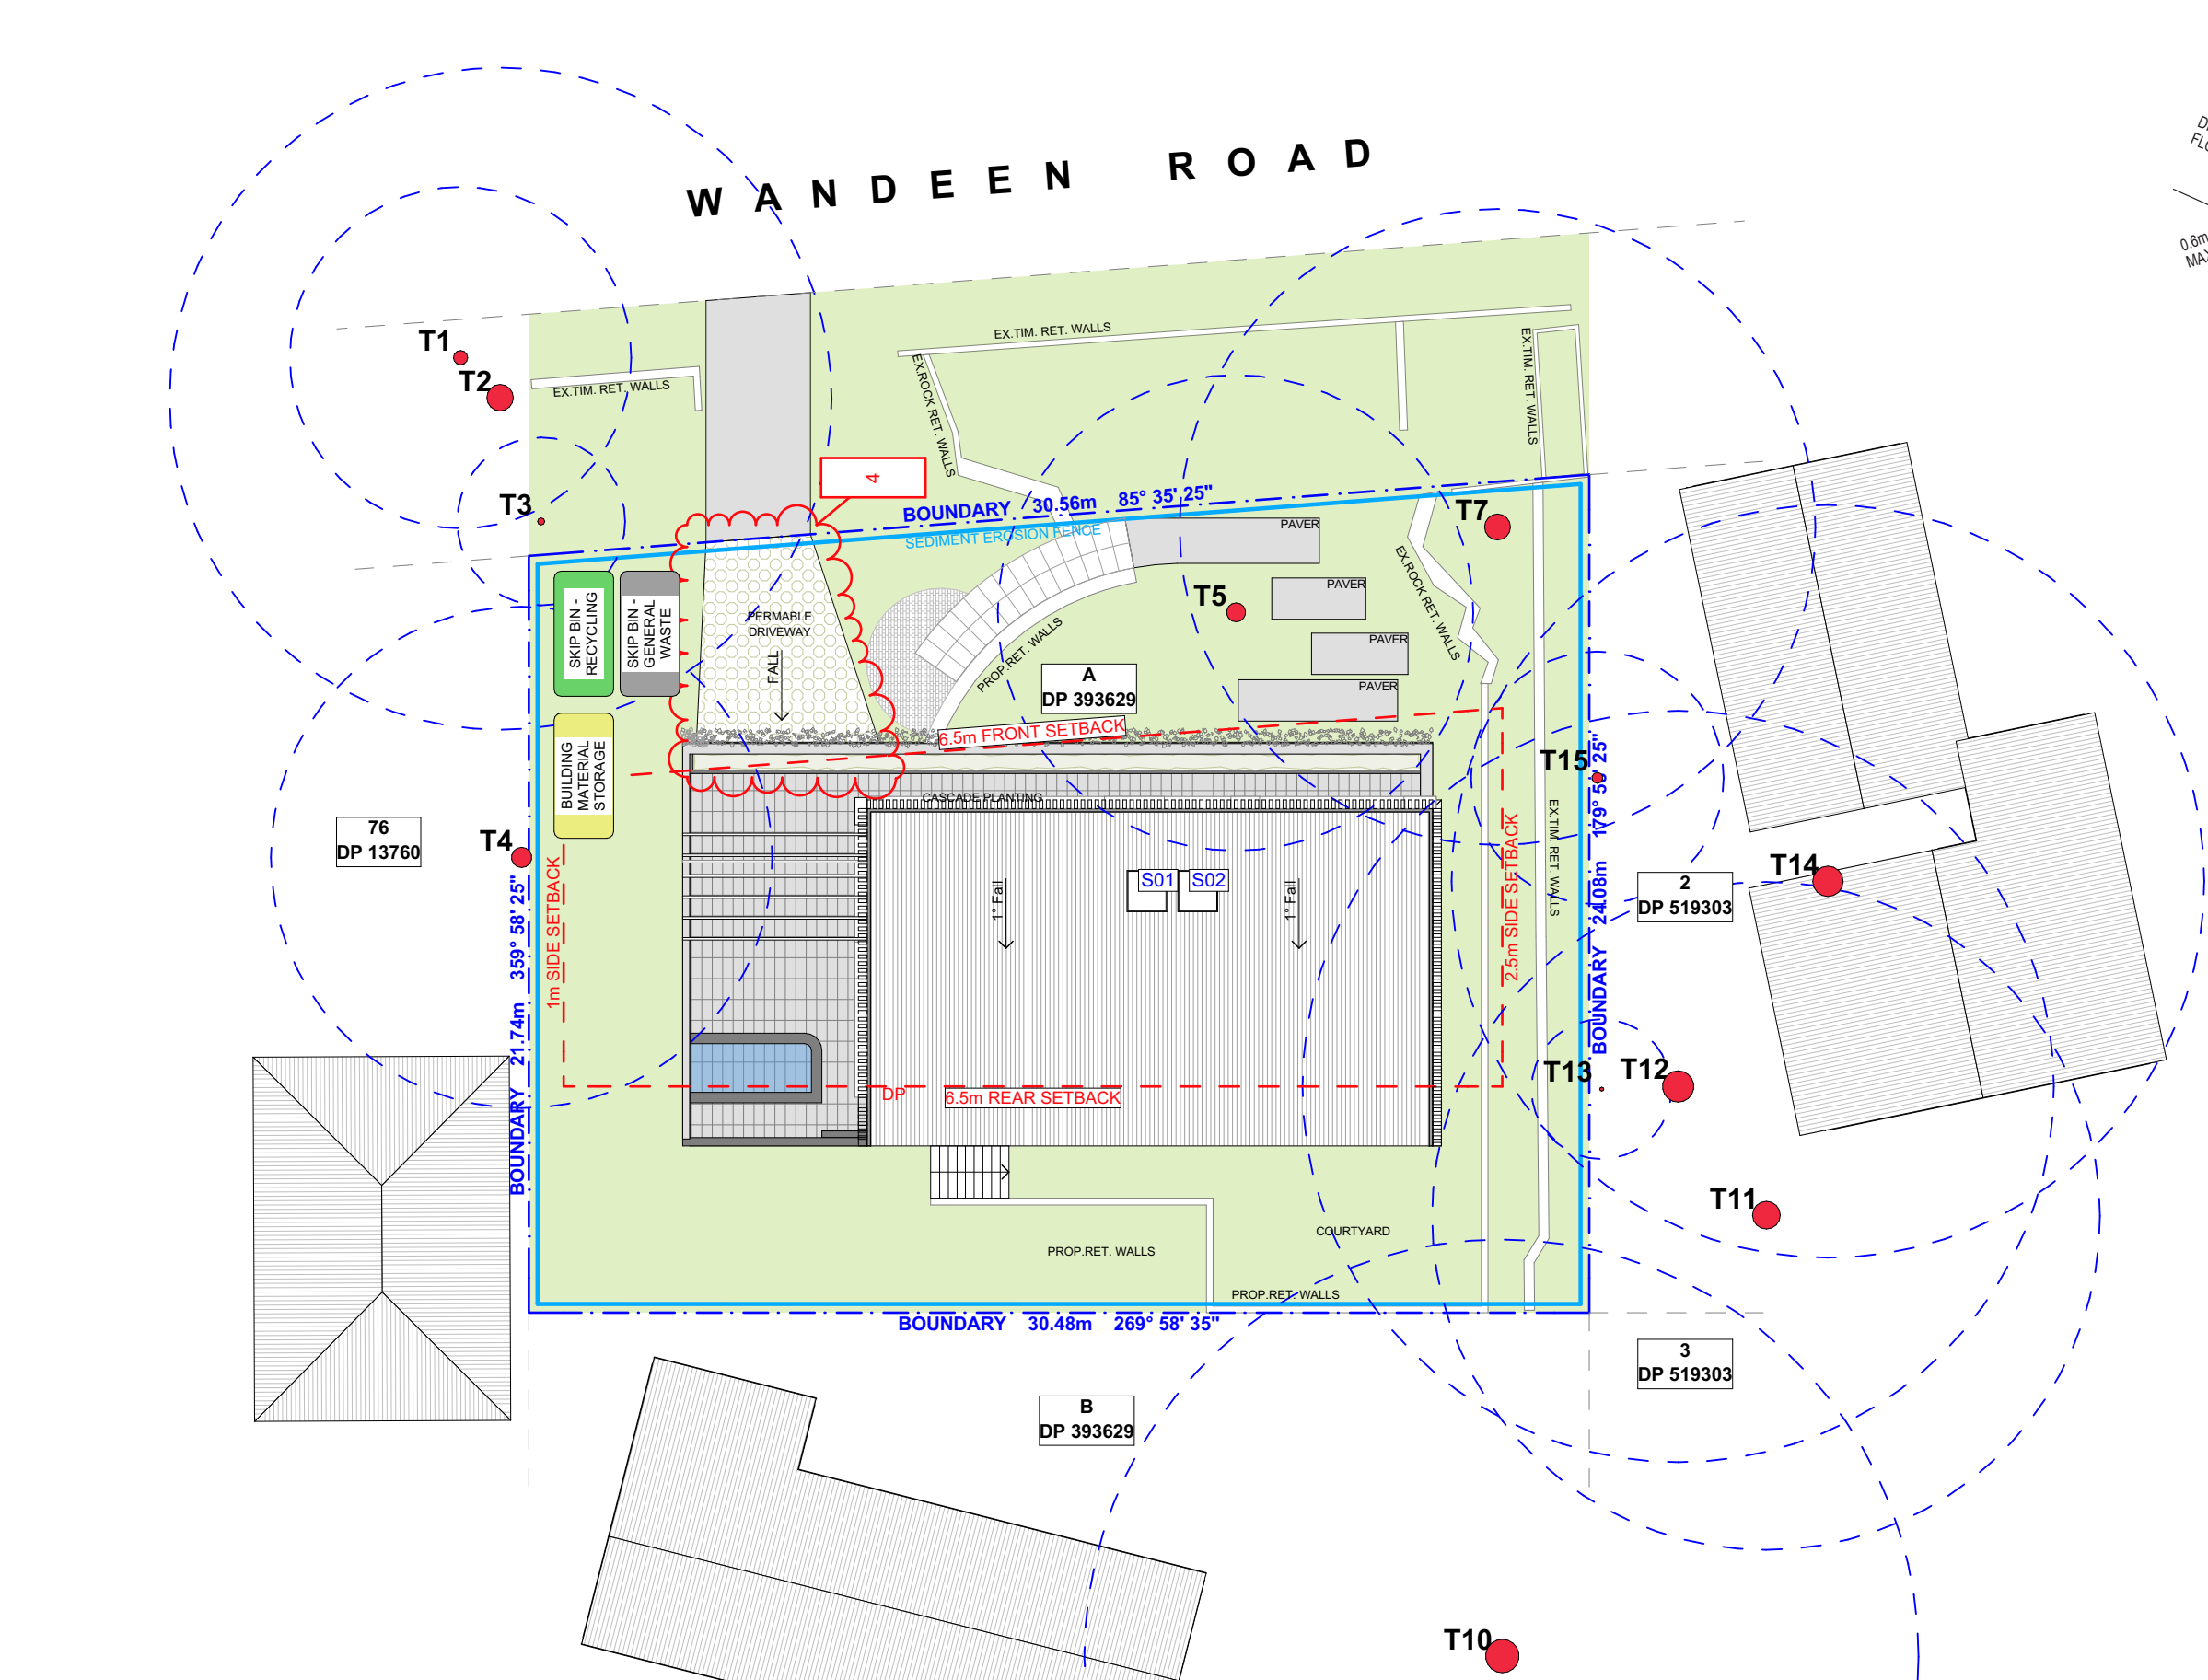 WANDEEN ROAD
0.6m
T1
T2
EX.TIM. RET. WALLS
EX.TIM. RET. WALLS
EX.ROCK RET. WALLS
EX.TIM. RET. WALLS
4
T3
BOUNDARY 30.56m 85° 35' 25"
SEDIMENT EROSION FENCE
T7
PAVER
EX.ROCK RET. WALLS
T5
PAVER
PAVER
PAVER
SKIP BIN -
RECYCLING
SKIP BIN -
GENERAL
WASTE
PERMABLE
DRIVEWAY
FALL
PROP.RET. WALLS
A
DP 393629
6.5m FRONT SETBACK
BUILDING
MATERIAL
STORAGE
CASCADE PLANTING
T15
76
DP 13760
T4
1m SIDE SETBACK
BOUNDARY 21.74m 359° 58' 25"
1° Fall
S01
S02
1° Fall
2.5m SIDE SETBACK
EX.TIM. RET. WALLS
BOUNDARY 24.08m
T14
2
DP 519303
T13
T12
DP
6.5m REAR SETBACK
T11
COURTYARD
PROP.RET. WALLS
PROP.RET. WALLS
BOUNDARY 30.48m 269° 58' 35"
3
DP 519303
B
DP 393629
T10